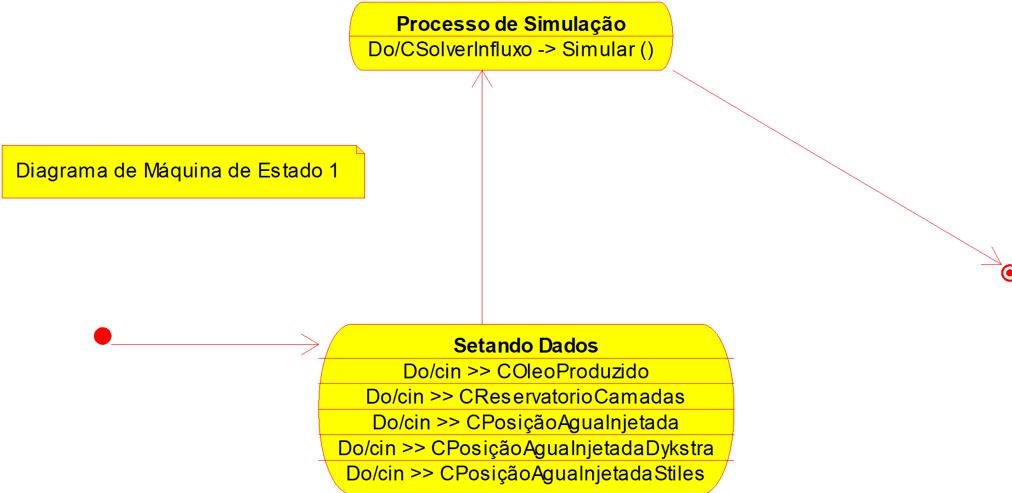 Processo de Simulação
Do/CSolverInfluxo -> Simular ()
Diagrama de Máquina de Estado 1
Setando Dados
Do/cin >> COleoProduzido
Do/cin >> CReservatorioCamadas
Do/cin >> CPosiçãoAguaInjetada
Do/cin >> CPosiçãoAguaInjetadaDykstra
Do/cin >> CPosiçãoAguaInjetadaStiles